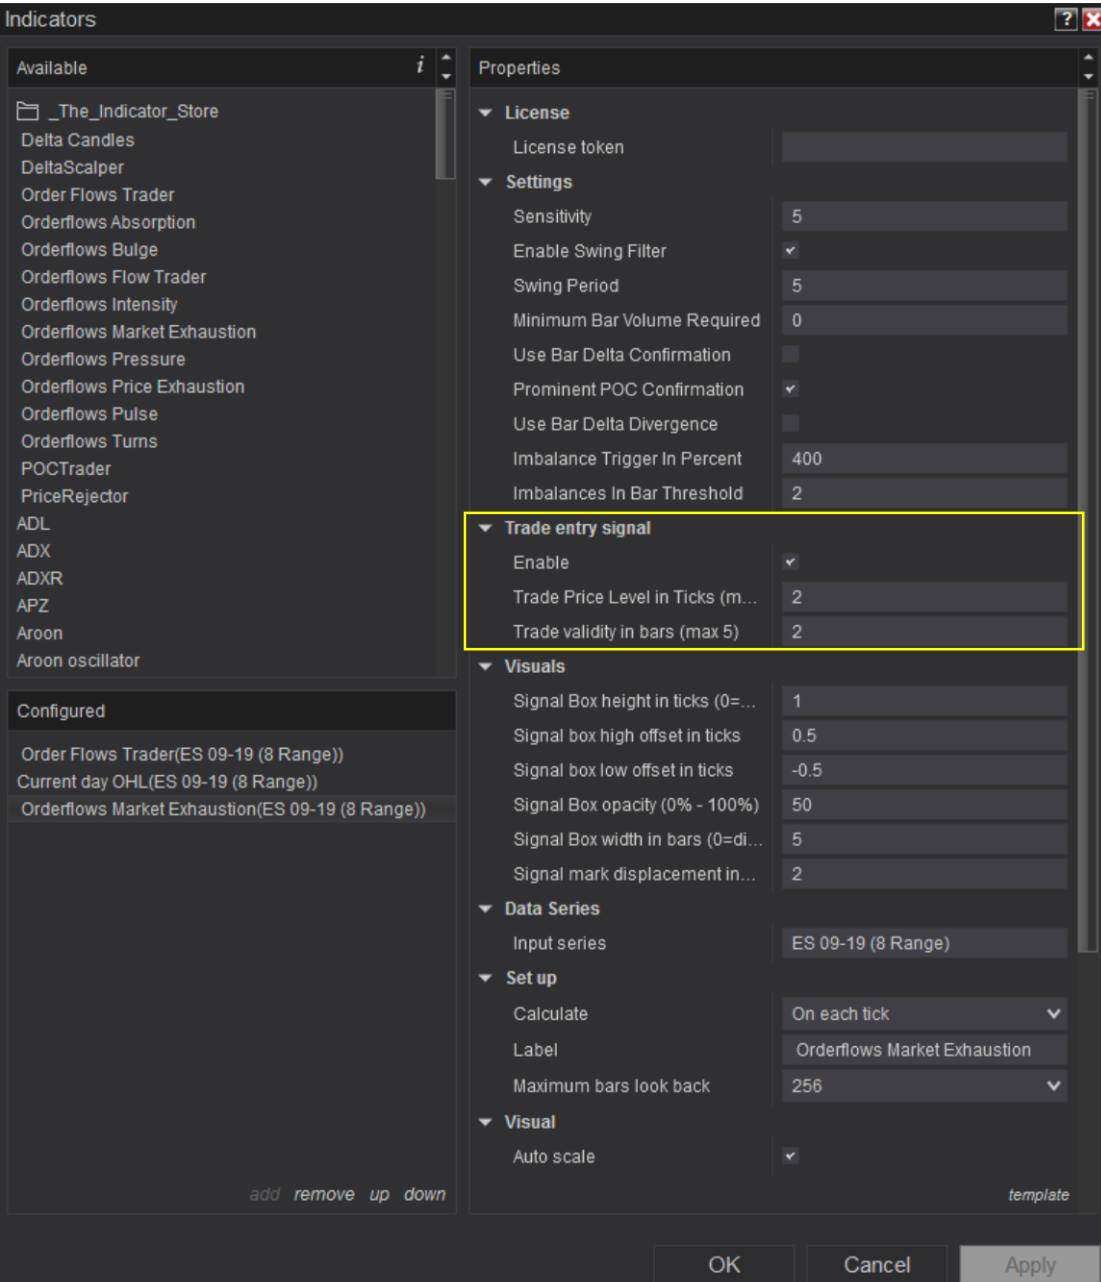 Indicators ?
Available i
_The_Indicator_Store
Delta Candles
DeltaScalper
Order Flows Trader
Orderflows Absorption
Orderflows Bulge
Orderflows Flow Trader
Orderflows Intensity
Orderflows Market Exhaustion
Orderflows Pressure
Orderflows Price Exhaustion
Orderflows Pulse
Orderflows Turns
POCTrader
PriceRejector
ADL
ADX
ADXR
APZ
Aroon
Aroon oscillator
Configured
Order Flows Trader(ES 09-19 (8 Range))
Current day OHL(ES 09-19 (8 Range))
Orderflows Market Exhaustion(ES 09-19 (8 Range))
add remove up down
Properties
License
License token
Settings
Sensitivity 5
Enable Swing Filter
Swing Period 5
Minimum Bar Volume Required 0
Use Bar Delta Confirmation
Prominent POC Confirmation
Use Bar Delta Divergence
Imbalance Trigger In Percent 400
Imbalances In Bar Threshold 2
Trade entry signal
Enable
Trade Price Level in Ticks (m... 2
Trade validity in bars (max 5) 2
Visuals
Signal Box height in ticks (0=... 1
Signal box high offset in ticks 0.5
Signal box low offset in ticks -0.5
Signal Box opacity (0% - 100%) 50
Signal Box width in bars (0=di... 5
Signal mark displacement in... 2
Data Series
Input series ES 09-19 (8 Range)
Set up
Calculate On each tick
Label Orderflows Market Exhaustion
Maximum bars look back 256
Visual
Auto scale
template
OK Cancel Apply